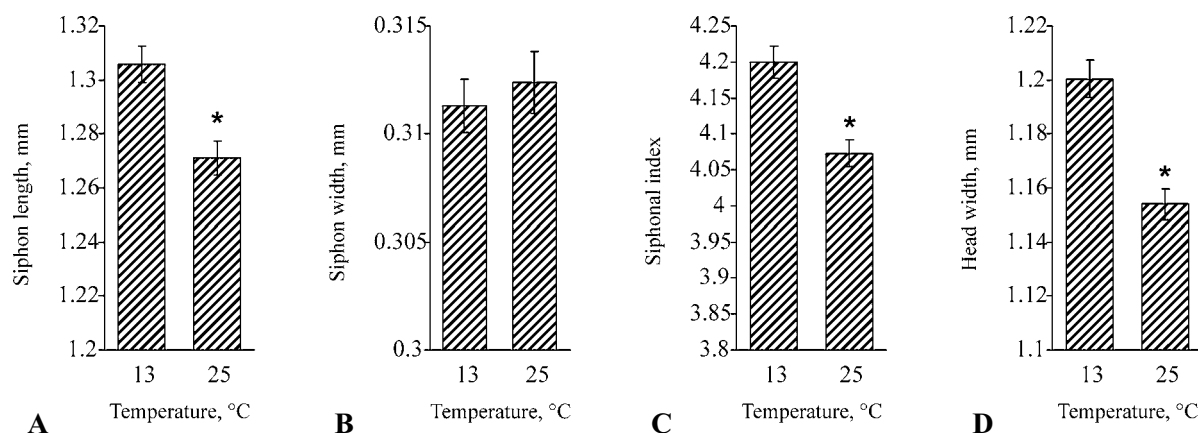 Siphon length, mm
1.32
1.3
1.28
1.26
1.24
1.22
1.2
*
13 25
Temperature, °C
A
Siphon width, mm
0.315
0.31
0.305
0.3
13 25
Temperature, °C
B
Siphonal index
4.25
4.2
4.15
4.1
4.05
4
3.95
3.9
3.85
3.8
*
13 25
Temperature, °C
C
Head width, mm
1.22
1.2
1.18
1.16
1.14
1.12
1.1
*
13 25
Temperature, °C
D